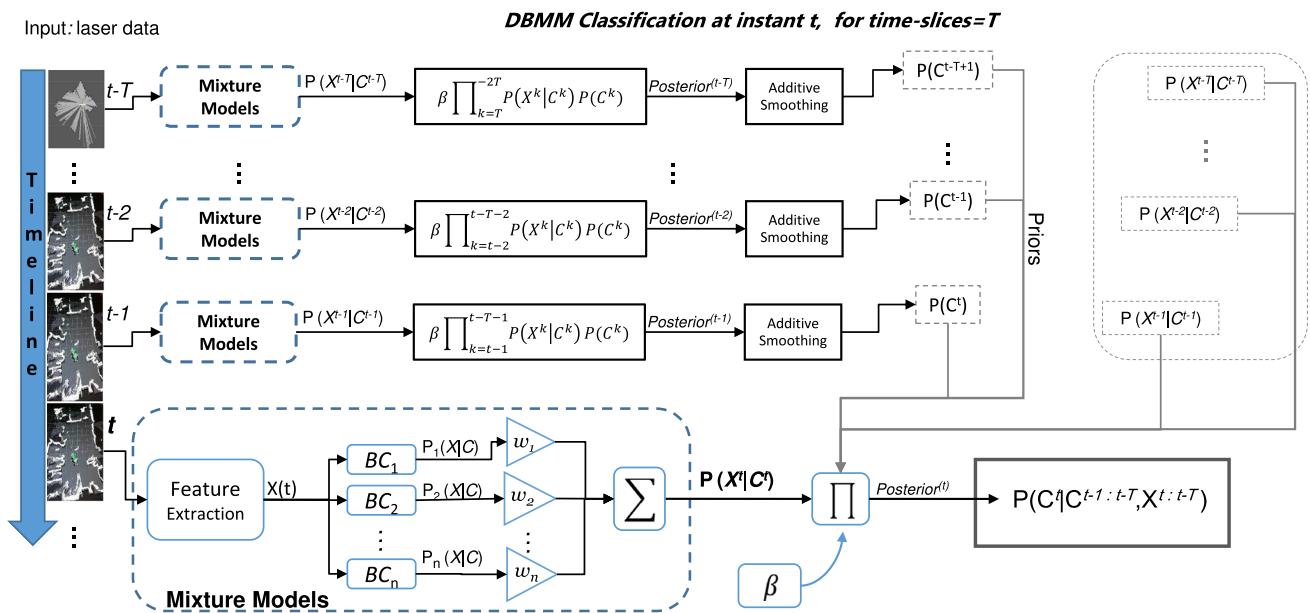 DBMM Classification at instant t, for time-slices=T
Input: laser data
Timeline
t-T
Mixture Models
P (X^{t-T}|C^{t-T})
β ∏_{k=T}^{-2T} P(X^k|C^k) P(C^k)
Posterior^{(t-T)}
Additive Smoothing
P(C^{t-T+1})
P (X^{t-T}|C^{t-T})
⋮ ⋮ ⋮ ⋮ ⋮
t-2
Mixture Models
P (X^{t-2}|C^{t-2})
β ∏_{k=t-2}^{t-T-2} P(X^k|C^k) P(C^k)
Posterior^{(t-2)}
Additive Smoothing
P(C^{t-1})
Priors
P (X^{t-2}|C^{t-2})
t-1
Mixture Models
P (X^{t-1}|C^{t-1})
β ∏_{k=t-1}^{t-T-1} P(X^k|C^k) P(C^k)
Posterior^{(t-1)}
Additive Smoothing
P(C^t)
P (X^{t-1}|C^{t-1})
t
Feature Extraction
X(t)
BC_1
P_1(X|C)
w_1
BC_2
P_2(X|C)
w_2
⋮ ⋮
BC_n
P_n(X|C)
w_n
∑
P (X^t|C^t)
∏
Posterior^{(t)}
P(C^t|C^{t-1 : t-T},X^{t : t-T})
β
⋮
Mixture Models